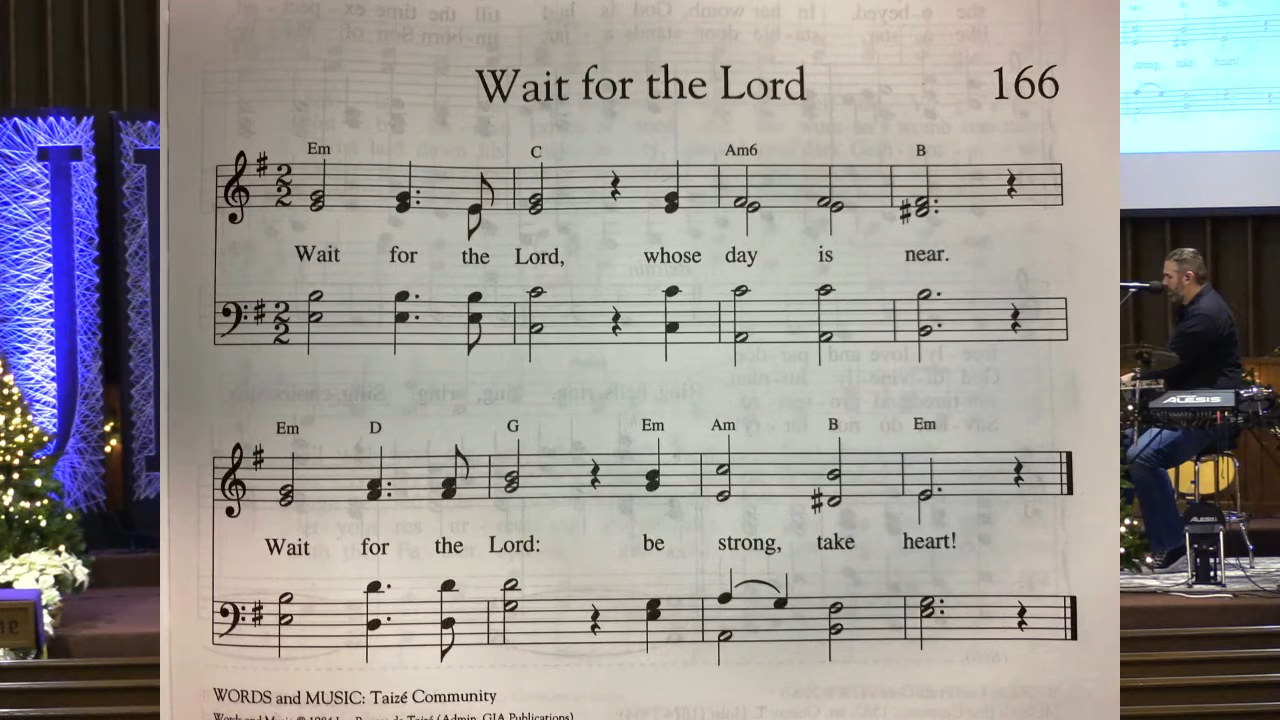 Wait for the Lord 166
Em C Am6 B
Wait for the Lord, whose day is near.
Em D G Em Am B Em
Wait for the Lord: be strong, take heart!
WORDS and MUSIC: Taizé Community
ALESIS
ALESIS